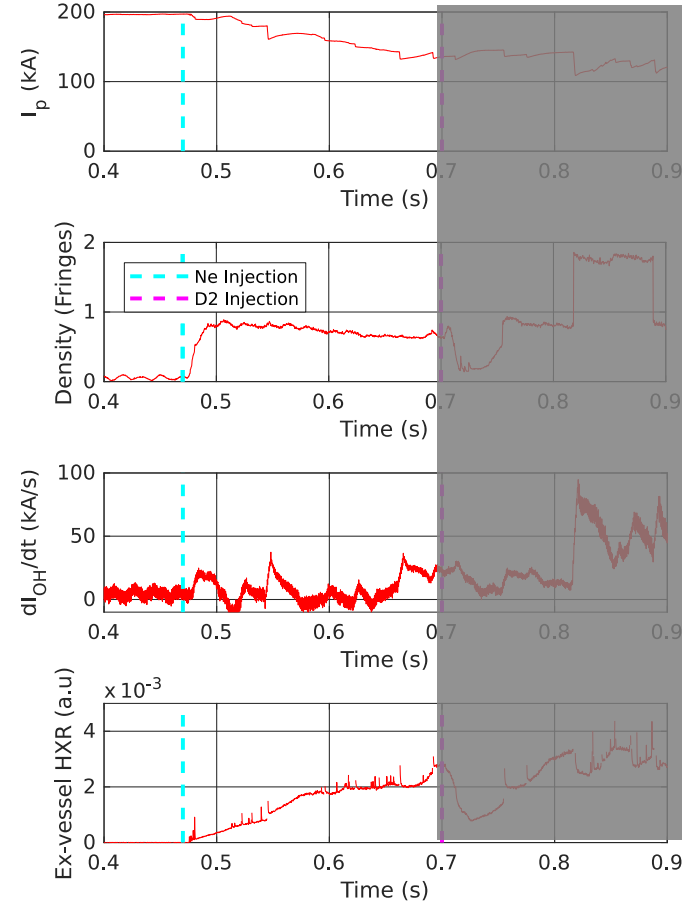 200
100
0
I_p (kA)
0.4 0.5 0.6 0.7 0.8 0.9
Time (s)
2
1
0
Density (Fringes)
Ne Injection
D2 Injection
0.4 0.5 0.6 0.7 0.8 0.9
Time (s)
100
50
0
dI_OH/dt (kA/s)
0.4 0.5 0.6 0.7 0.8 0.9
Time (s)
x 10^-3
4
2
0
Ex-vessel HXR (a.u)
0.4 0.5 0.6 0.7 0.8 0.9
Time (s)